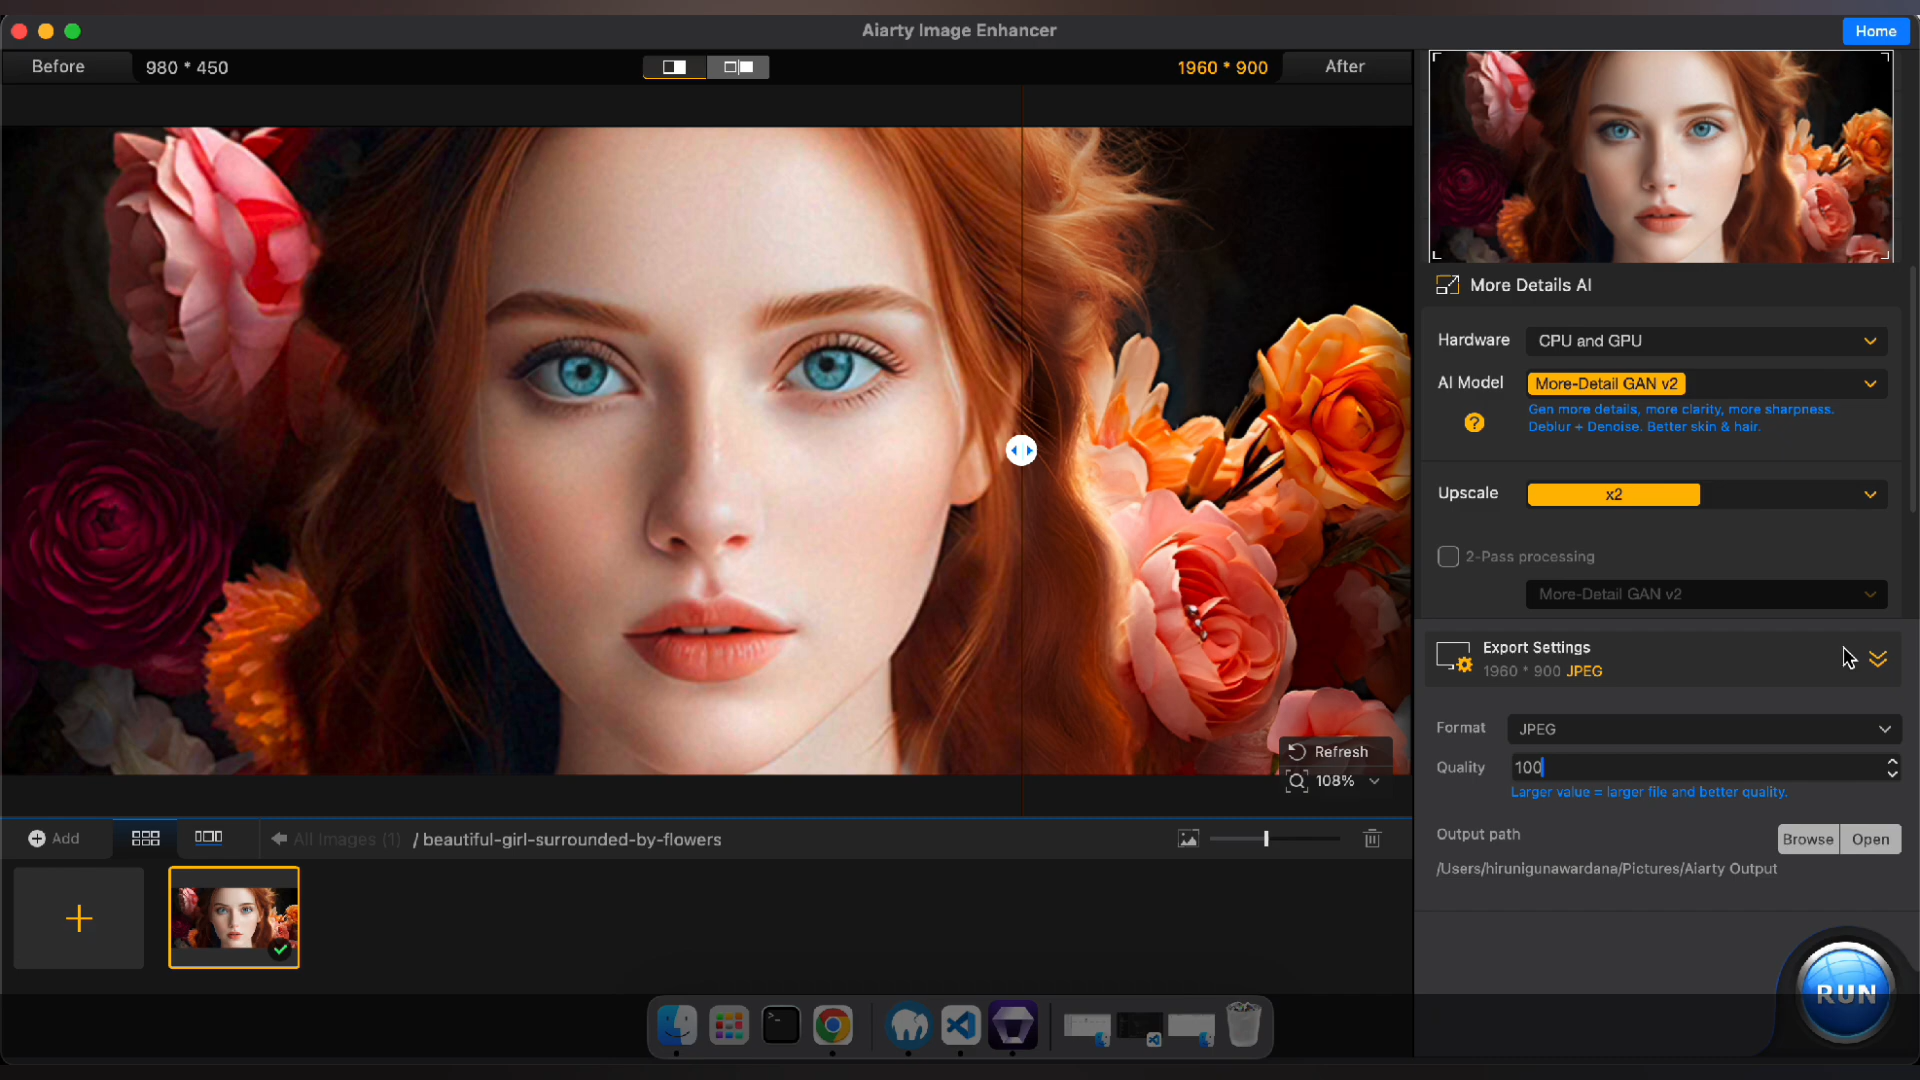 Aiarty Image Enhancer
Home
Before
980 * 450
1960 * 900
After
More Details AI
Hardware
CPU and GPU
AI Model
More-Detail GAN v2
?
Gen more details, more clarity, more sharpness.
Deblur + Denoise. Better skin & hair.
Upscale
x2
2-Pass processing
More-Detail GAN v2
Export Settings
1960 * 900 JPEG
Format
JPEG
Refresh
Quality
100
108%
Larger value = larger file and better quality.
Add
All Images (1)
/ beautiful-girl-surrounded-by-flowers
Output path
Browse
Open
/Users/hirunigunawardana/Pictures/Aiarty Output
RUN